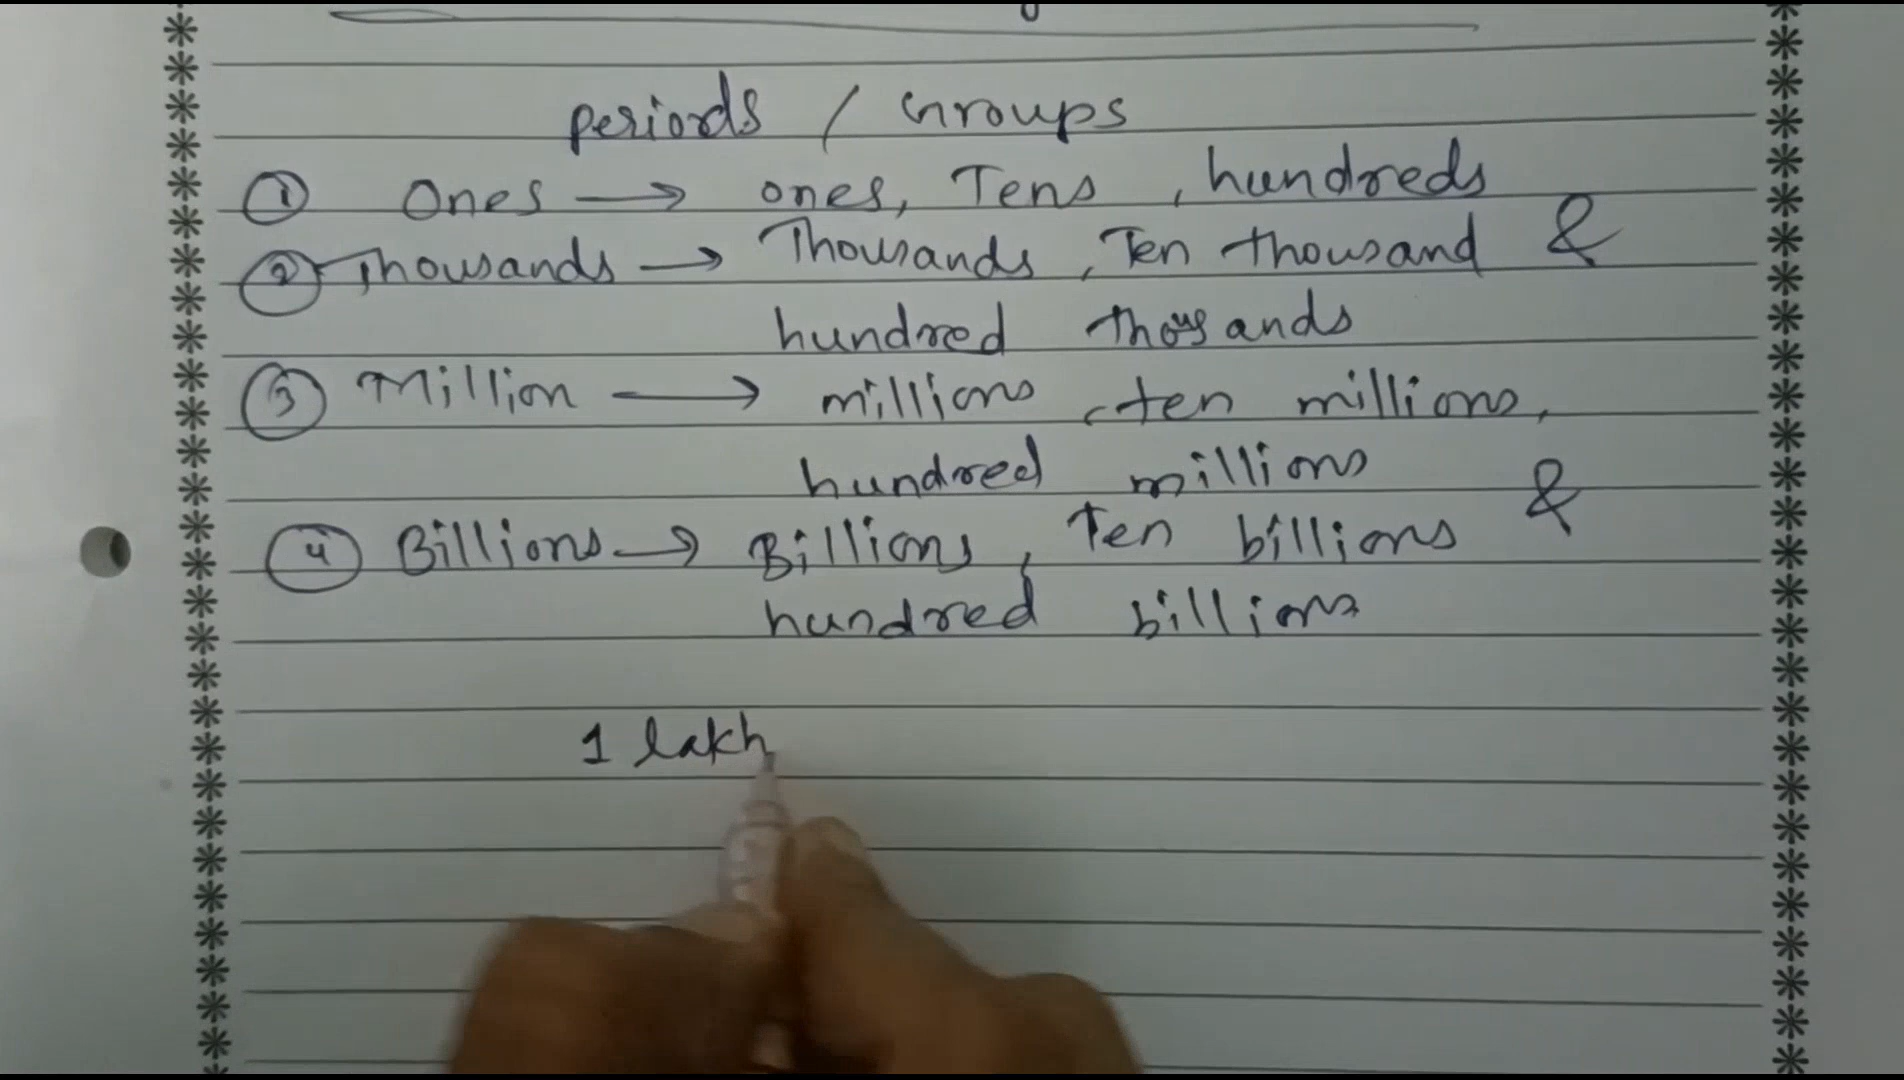 Periods / Groups
① Ones → ones, Tens, hundreds
② Thousands → Thousands, Ten thousand &
hundred thousands
③ Million → millions, ten millions,
hundred millions
④ Billions → Billions, Ten billions &
hundred billions
1 lakh